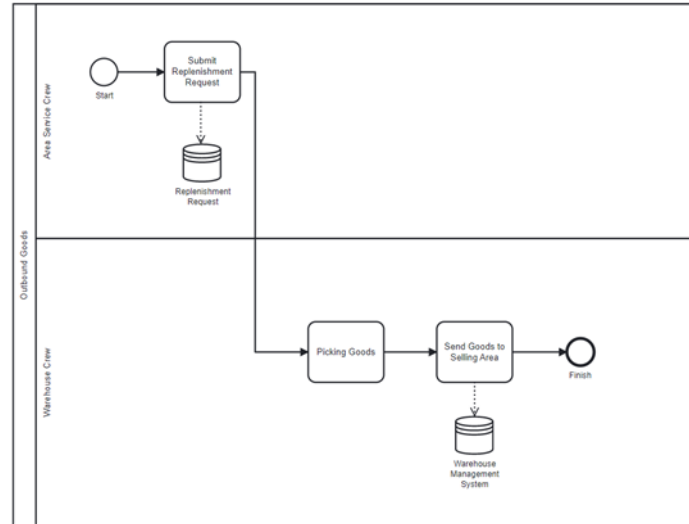 Outbound Goods
Area Service Crew
Start
Submit
Replenishment
Request
Replenishment
Request
Warehouse Crew
Picking Goods
Send Goods to
Selling Area
Finish
Warehouse
Management
System